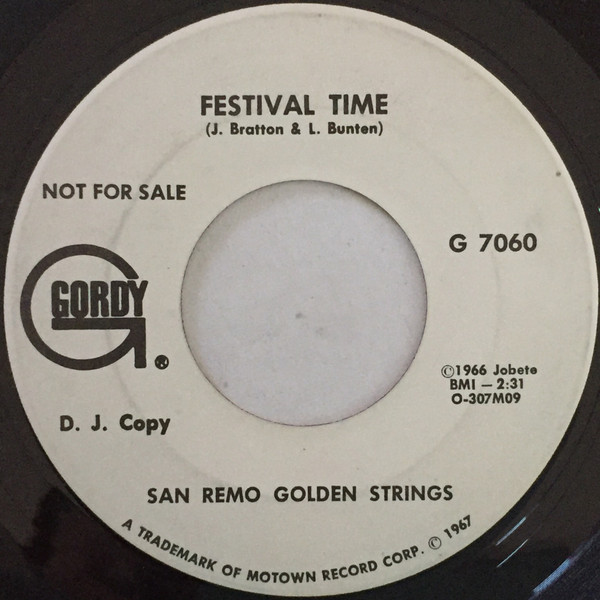 FESTIVAL TIME
(J. Bratton & L. Bunten)
NOT FOR SALE
G 7060
GORDY
G.®
©1966 Jobete
BMI — 2:31
O-307M09
D. J. Copy
SAN REMO GOLDEN STRINGS
A TRADEMARK OF MOTOWN RECORD CORP. © 1967